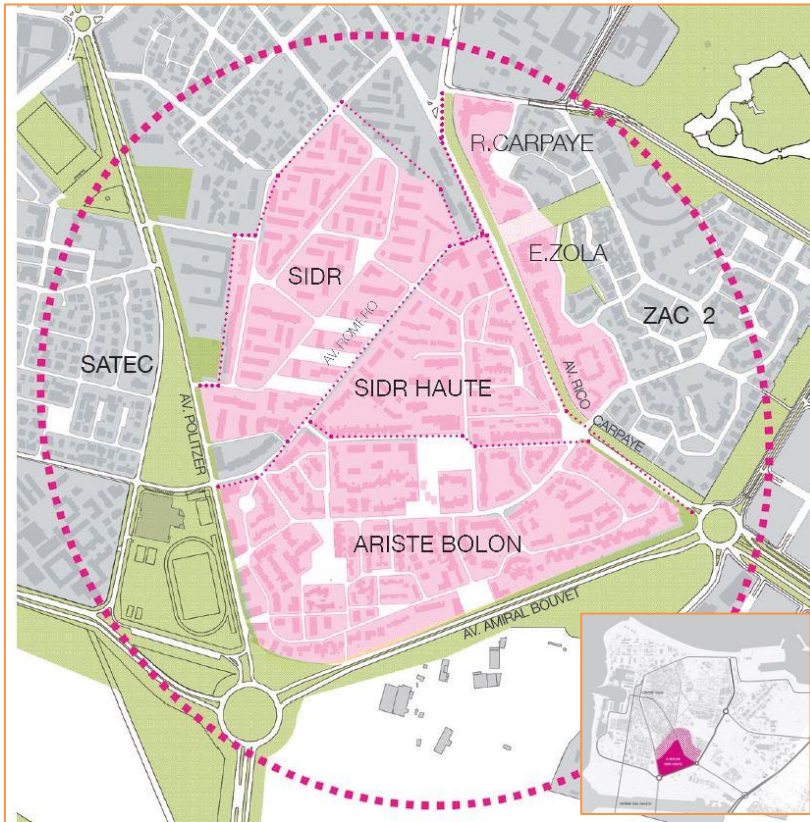 R.CARPAYE
E.ZOLA
SIDR
ZAC 2
AV. ROMERO
SATEC
SIDR HAUTE
AV. POLITZER
AV. RICO CARPAYE
ARISTE BOLON
AV. AMIRAL BOUVET